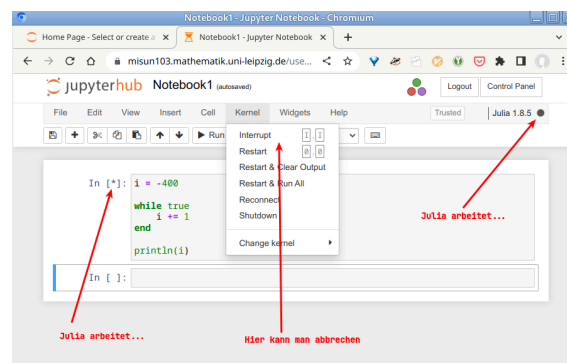 Notebook1 - Jupyter Notebook - Chromium
Home Page - Select or create a
Notebook1 - Jupyter Notebook
misun103.mathematik.uni-leipzig.de/use...
jupyterhub Notebook1 (autosaved)
Logout
Control Panel
File Edit View Insert Cell Kernel Widgets Help
Trusted
Julia 1.8.5
Run
Interrupt I,I
Restart 0,0
Restart & Clear Output
Restart & Run All
Reconnect
Shutdown
Change kernel
In [*]: i = -400
while true
i += 1
end
println(i)
Julia arbeitet...
In [ ]:
Julia arbeitet...
Hier kann man abbrechen